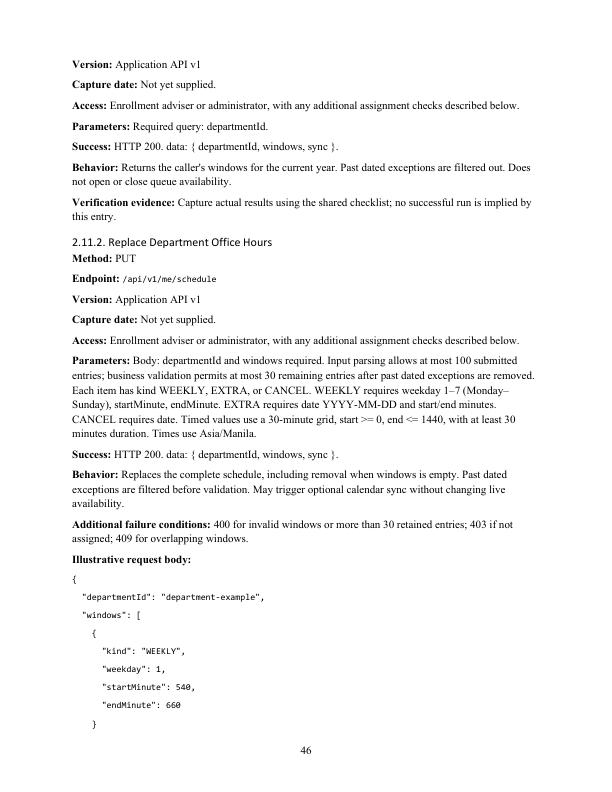 Version: Application API v1
Capture date: Not yet supplied.
Access: Enrollment adviser or administrator, with any additional assignment checks described below.
Parameters: Required query: departmentId.
Success: HTTP 200. data: { departmentId, windows, sync }.
Behavior: Returns the caller's windows for the current year. Past dated exceptions are filtered out. Does
not open or close queue availability.
Verification evidence: Capture actual results using the shared checklist; no successful run is implied by
this entry.
2.11.2. Replace Department Office Hours
Method: PUT
Endpoint: /api/v1/me/schedule
Version: Application API v1
Capture date: Not yet supplied.
Access: Enrollment adviser or administrator, with any additional assignment checks described below.
Parameters: Body: departmentId and windows required. Input parsing allows at most 100 submitted
entries; business validation permits at most 30 remaining entries after past dated exceptions are removed.
Each item has kind WEEKLY, EXTRA, or CANCEL. WEEKLY requires weekday 1–7 (Monday–
Sunday), startMinute, endMinute. EXTRA requires date YYYY-MM-DD and start/end minutes.
CANCEL requires date. Timed values use a 30-minute grid, start >= 0, end <= 1440, with at least 30
minutes duration. Times use Asia/Manila.
Success: HTTP 200. data: { departmentId, windows, sync }.
Behavior: Replaces the complete schedule, including removal when windows is empty. Past dated
exceptions are filtered before validation. May trigger optional calendar sync without changing live
availability.
Additional failure conditions: 400 for invalid windows or more than 30 retained entries; 403 if not
assigned; 409 for overlapping windows.
Illustrative request body:
{
"departmentId": "department-example",
"windows": [
{
"kind": "WEEKLY",
"weekday": 1,
"startMinute": 540,
"endMinute": 660
}
46